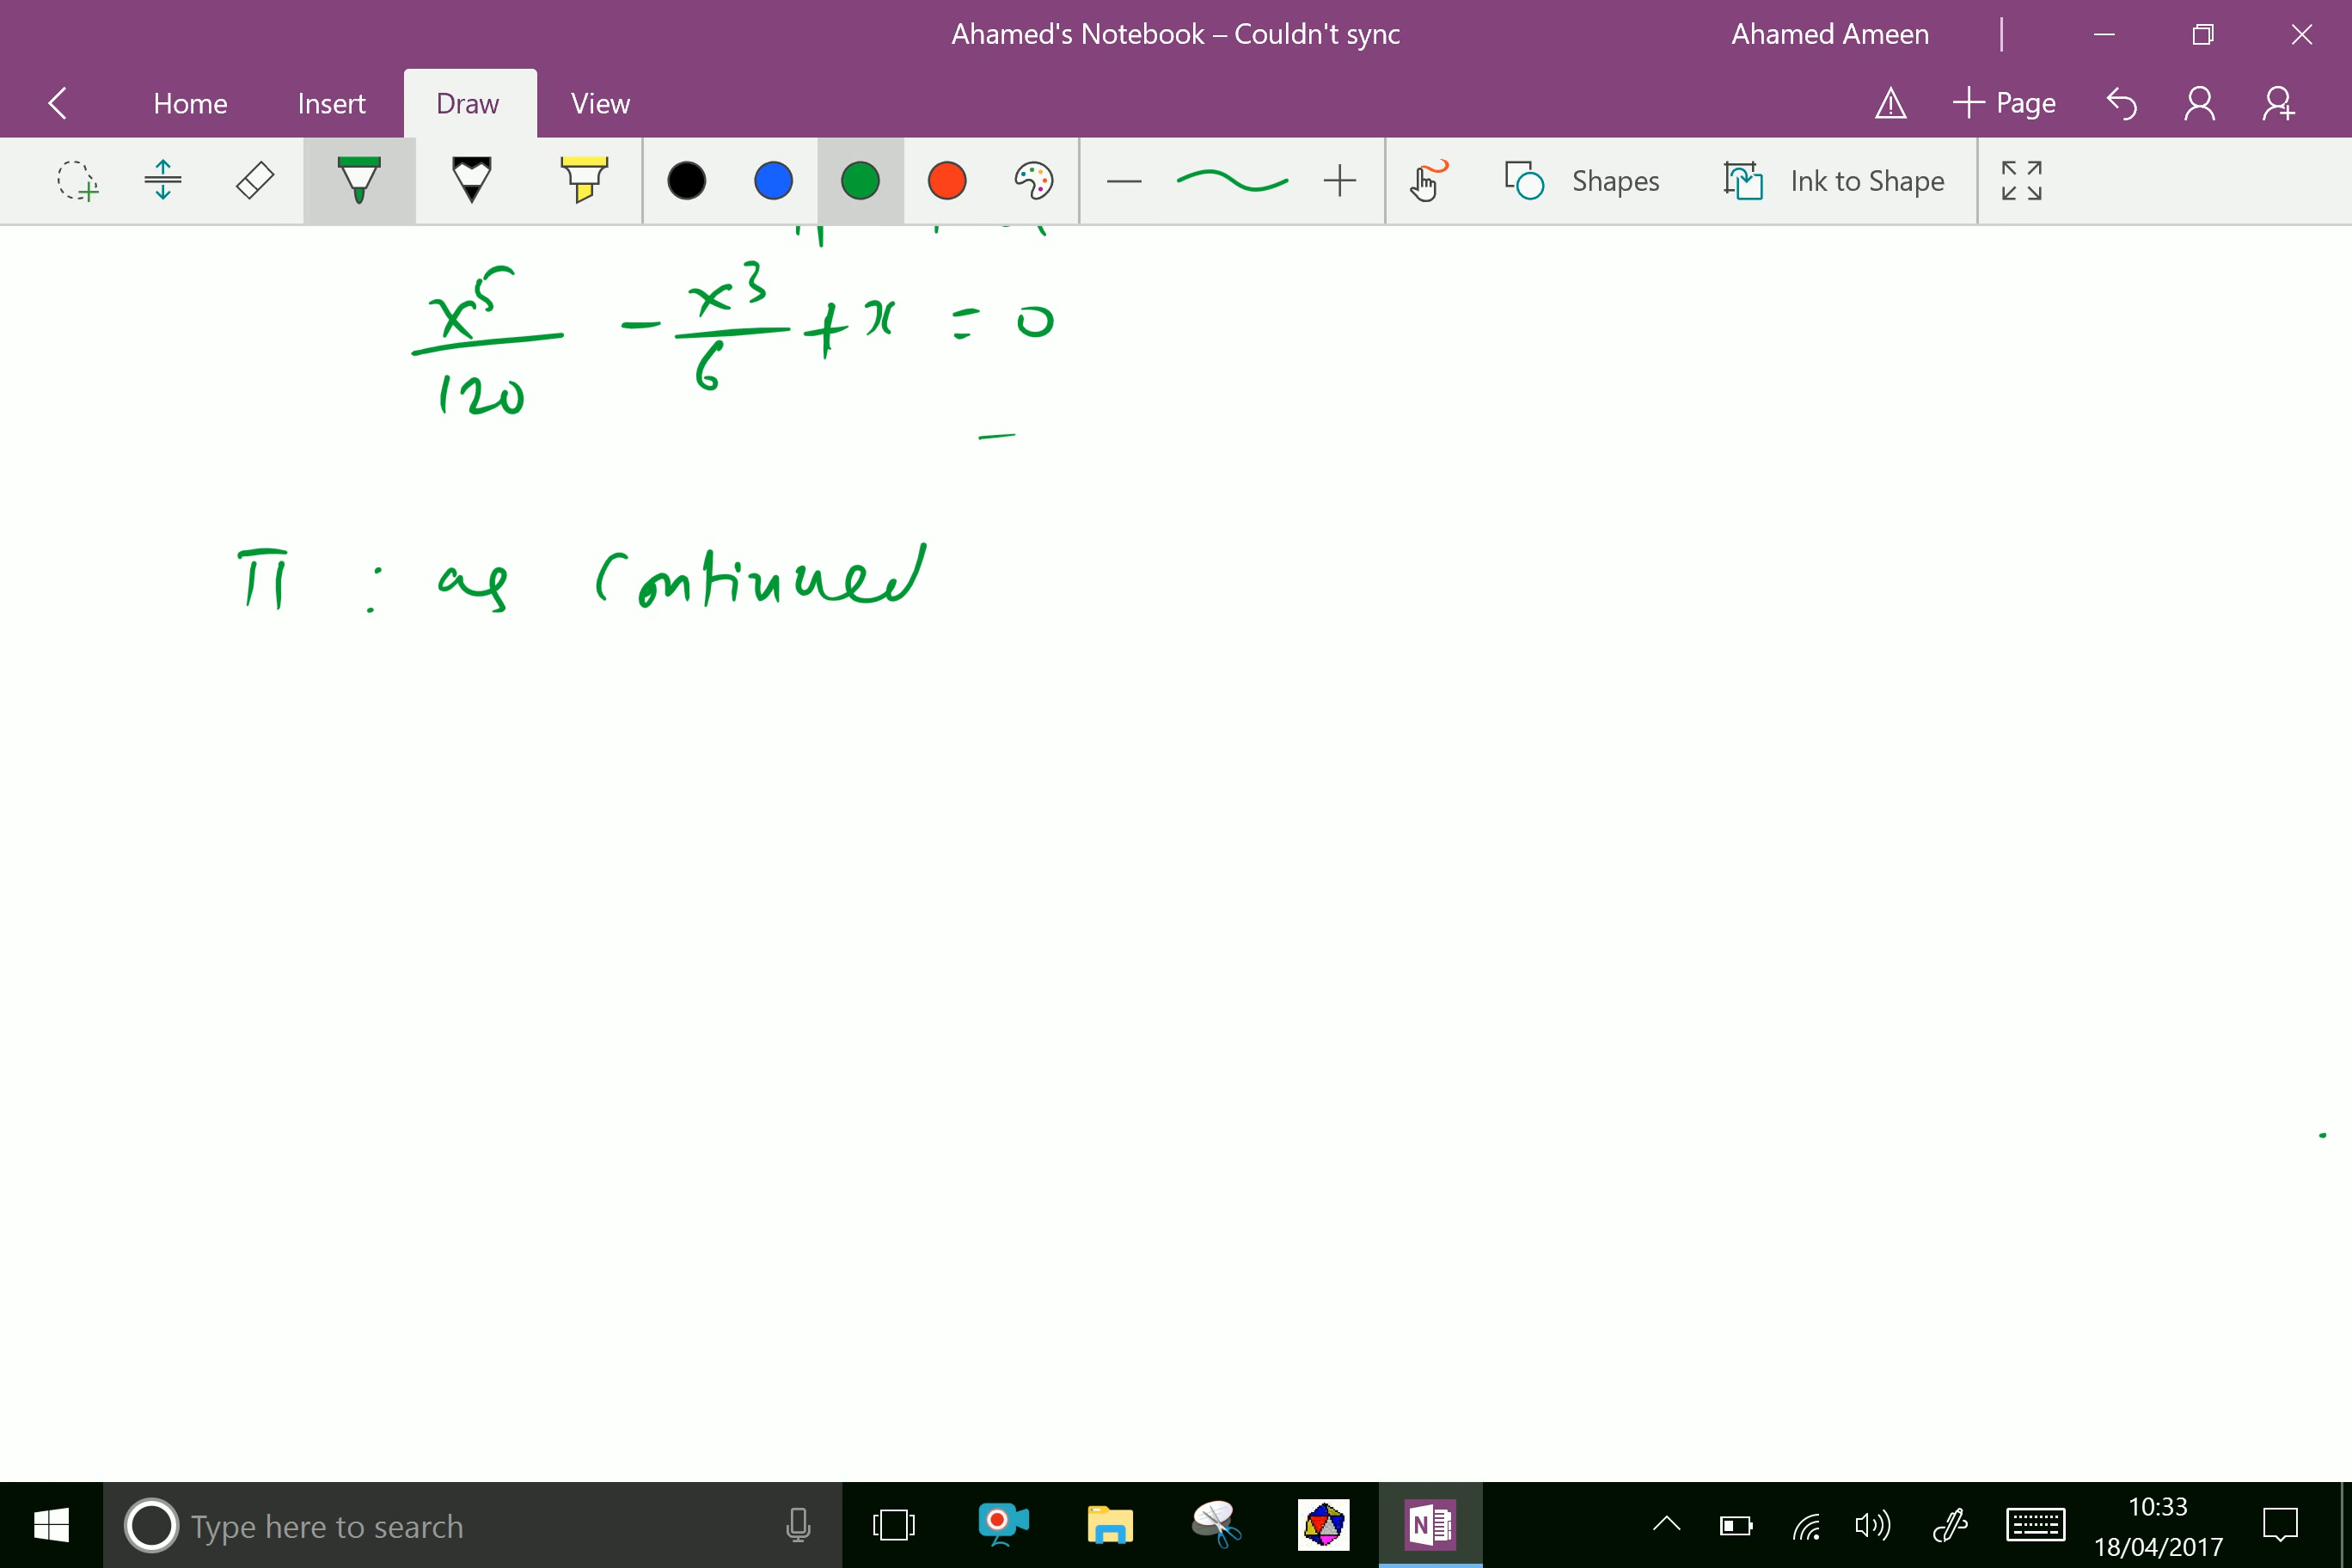 Ahamed's Notebook – Couldn't sync
Ahamed Ameen
Home Insert Draw View
Page
Shapes
Ink to Shape
x^5/120 - x^3/6 + x = 0
π : as Continued
Type here to search
N
10:33
18/04/2017